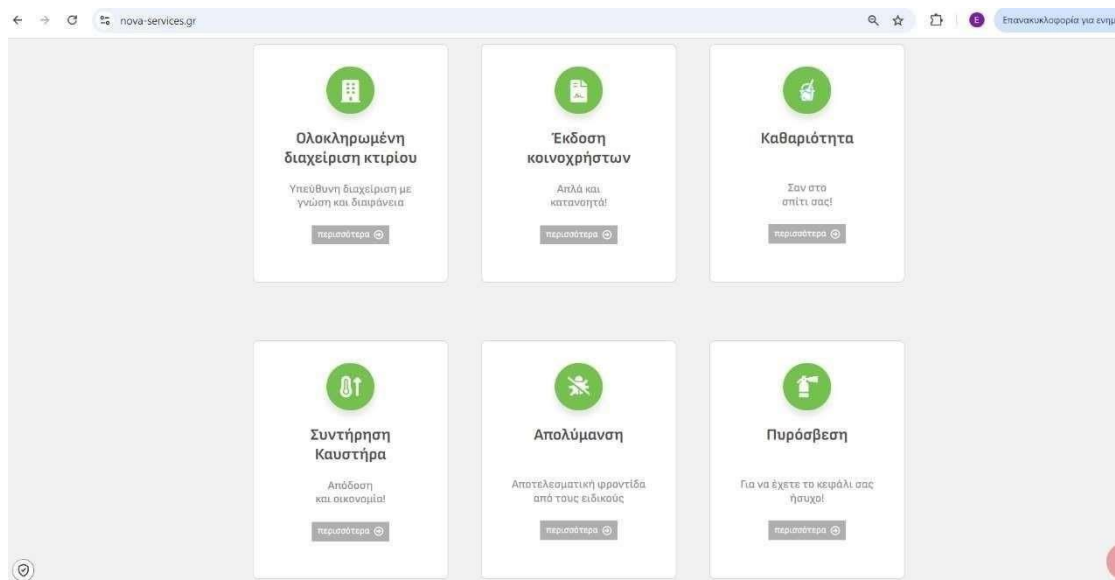 nova-services.gr
E
Επανακυκλοφορία για ενημ
Ολοκληρωμένη
διαχείριση κτιρίου
Υπεύθυνη διαχείριση με
γνώση και διαφάνεια
περισσότερα
Έκδοση
κοινοχρήστων
Απλά και
κατανοητά!
περισσότερα
Καθαριότητα
Σαν στο
σπίτι σας!
περισσότερα
Συντήρηση
Καυστήρα
Απόδοση
και οικονομία!
περισσότερα
Απολύμανση
Αποτελεσματική φροντίδα
από τους ειδικούς
περισσότερα
Πυρόσβεση
Για να έχετε το κεφάλι σας
ήσυχο!
περισσότερα